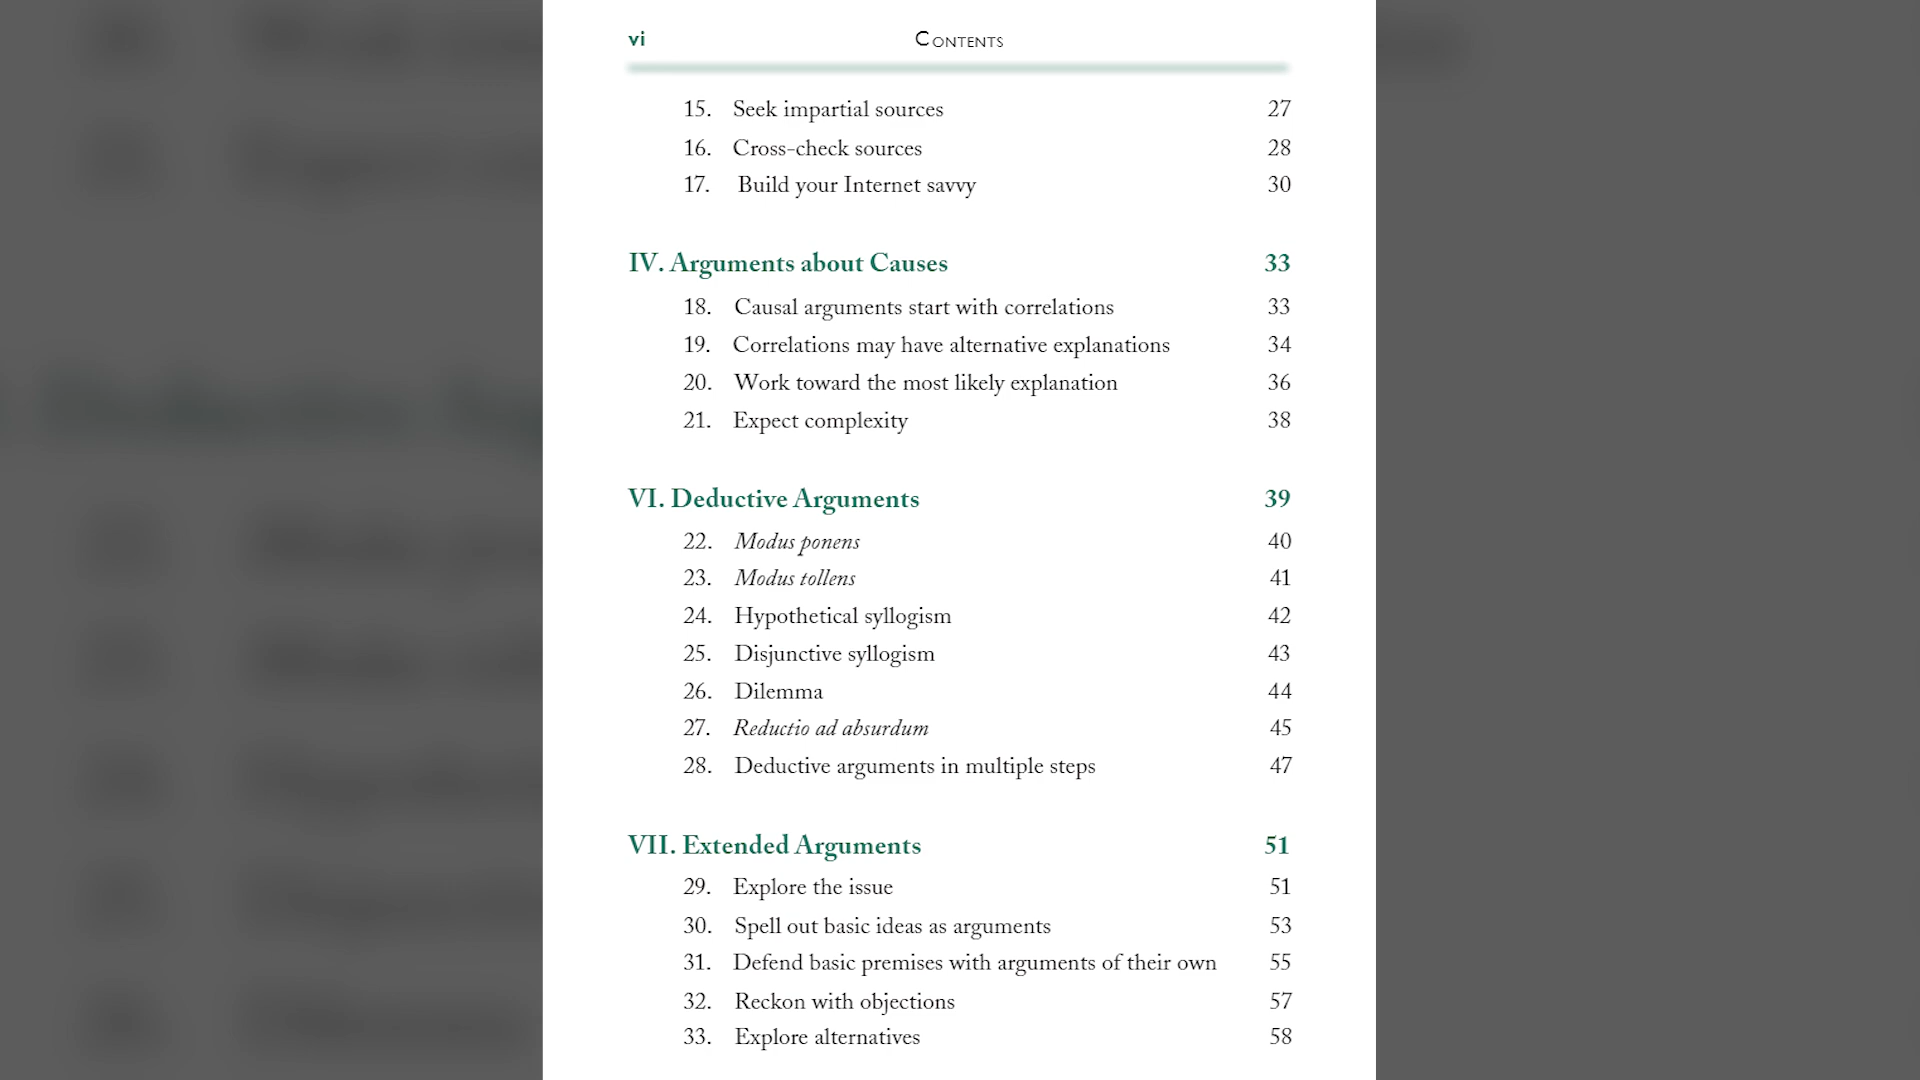 vi CONTENTS
15. Seek impartial sources 27
16. Cross-check sources 28
17. Build your Internet savvy 30
IV. Arguments about Causes 33
18. Causal arguments start with correlations 33
19. Correlations may have alternative explanations 34
20. Work toward the most likely explanation 36
21. Expect complexity 38
VI. Deductive Arguments 39
22. Modus ponens 40
23. Modus tollens 41
24. Hypothetical syllogism 42
25. Disjunctive syllogism 43
26. Dilemma 44
27. Reductio ad absurdum 45
28. Deductive arguments in multiple steps 47
VII. Extended Arguments 51
29. Explore the issue 51
30. Spell out basic ideas as arguments 53
31. Defend basic premises with arguments of their own 55
32. Reckon with objections 57
33. Explore alternatives 58